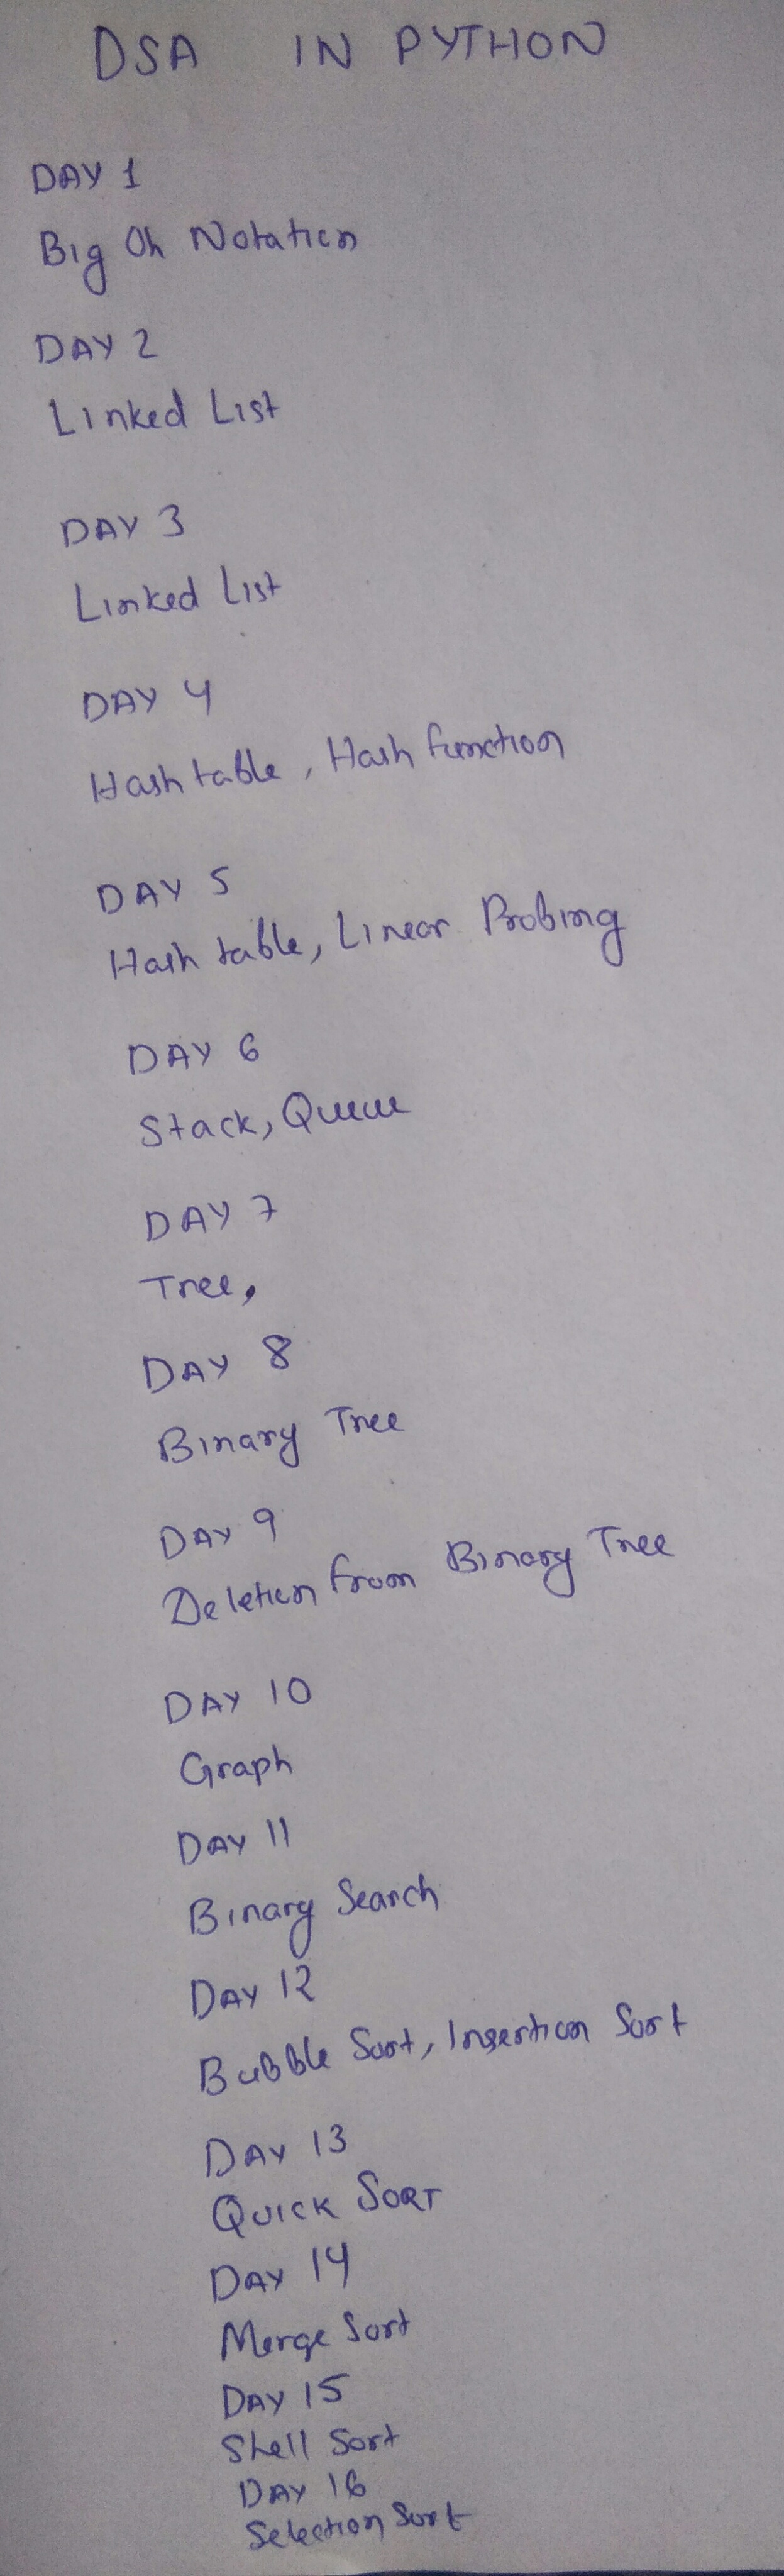 DSA IN PYTHON
DAY 1
Big Oh Notation
DAY 2
Linked List
DAY 3
Linked List
DAY 4
Hash table, Hash function
DAY 5
Hash table, Linear Probing
DAY 6
Stack, Queue
DAY 7
Tree,
DAY 8
Binary Tree
DAY 9
Deletion from Binary Tree
DAY 10
Graph
DAY 11
Binary Search
DAY 12
Bubble Sort, Insertion Sort
DAY 13
QUICK SORT
DAY 14
Merge Sort
DAY 15
Shell Sort
DAY 16
Selection Sort